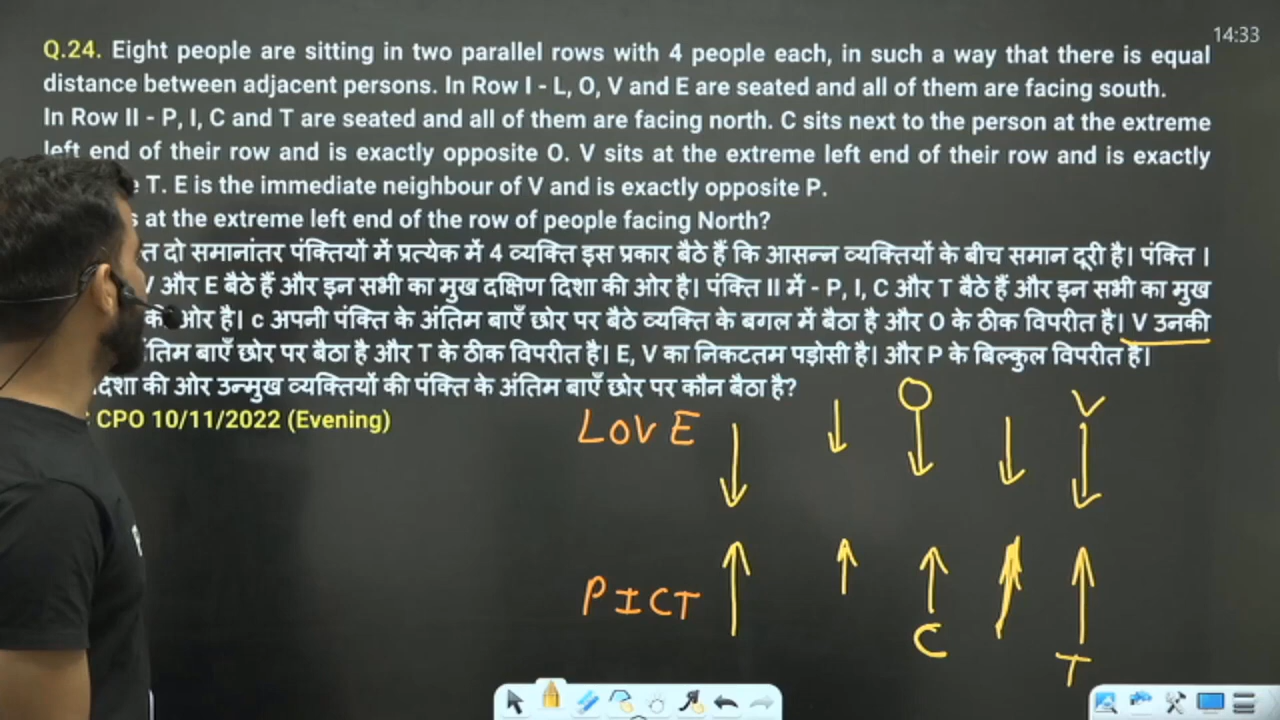 14:33
Q.24. Eight people are sitting in two parallel rows with 4 people each, in such a way that there is equal
distance between adjacent persons. In Row I - L, O, V and E are seated and all of them are facing south.
In Row II - P, I, C and T are seated and all of them are facing north. C sits next to the person at the extreme
left end of their row and is exactly opposite O. V sits at the extreme left end of their row and is exactly
T. E is the immediate neighbour of V and is exactly opposite P.
at the extreme left end of the row of people facing North?
दो समानांतर पंक्तियों में प्रत्येक में 4 व्यक्ति इस प्रकार बैठे हैं कि आसन्न व्यक्तियों के बीच समान दूरी है। पंक्ति I
V और E बैठे हैं और इन सभी का मुख दक्षिण दिशा की ओर है। पंक्ति II में - P, I, C और T बैठे हैं और इन सभी का मुख
ओर है। c अपनी पंक्ति के अंतिम बाएँ छोर पर बैठे व्यक्ति के बगल में बैठा है और O के ठीक विपरीत है। V उनकी
बाएँ छोर पर बैठा है और T के ठीक विपरीत है। E, V का निकटतम पड़ोसी है। और P के बिल्कुल विपरीत है।
की ओर उन्मुख व्यक्तियों की पंक्ति के अंतिम बाएँ छोर पर कौन बैठा है?
CPO 10/11/2022 (Evening)
LOVE
O V
PICT
C T